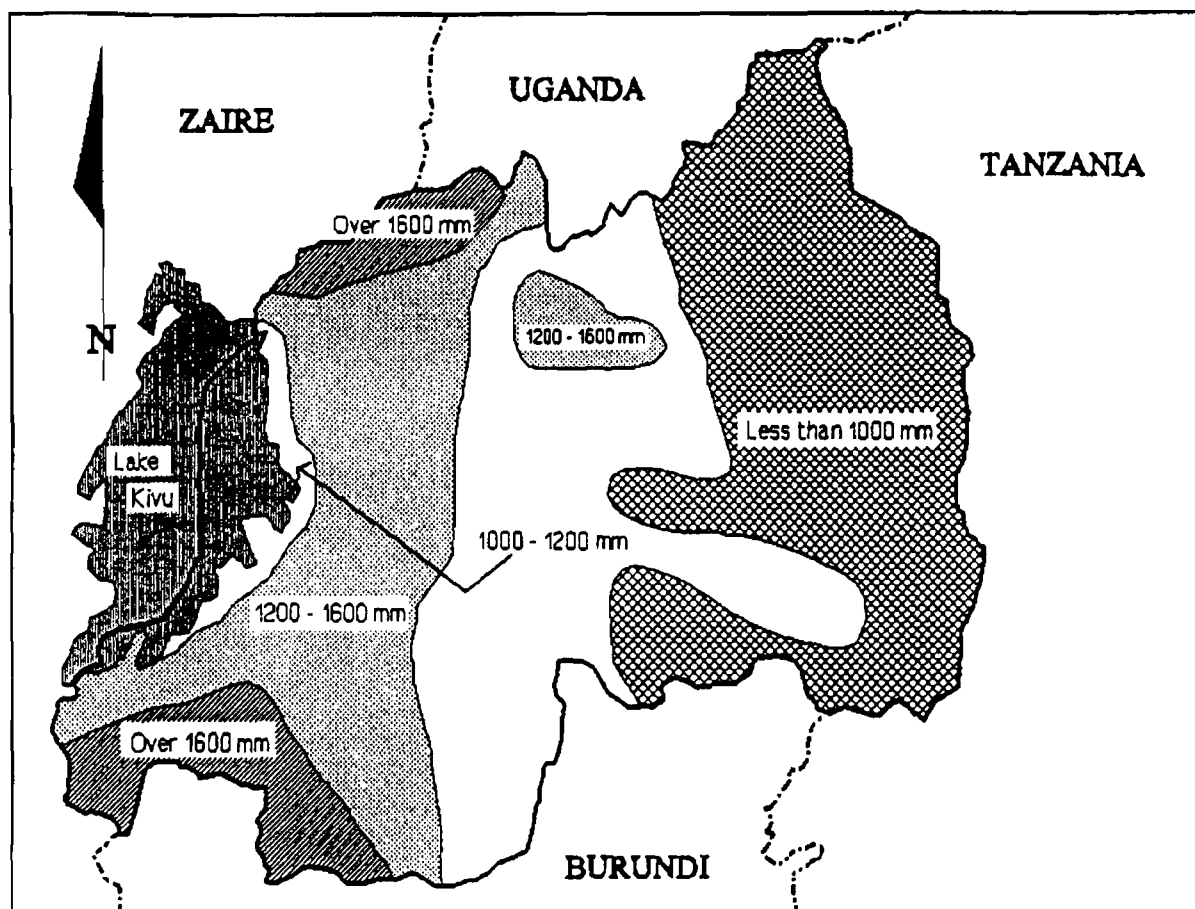 UGANDA
ZAIRE
TANZANIA
Over 1600 mm
N
1200 - 1600 mm
Less than 1000 mm
Lake
Kivu
1000 - 1200 mm
1200 - 1600 mm
Over 1600 mm
BURUNDI